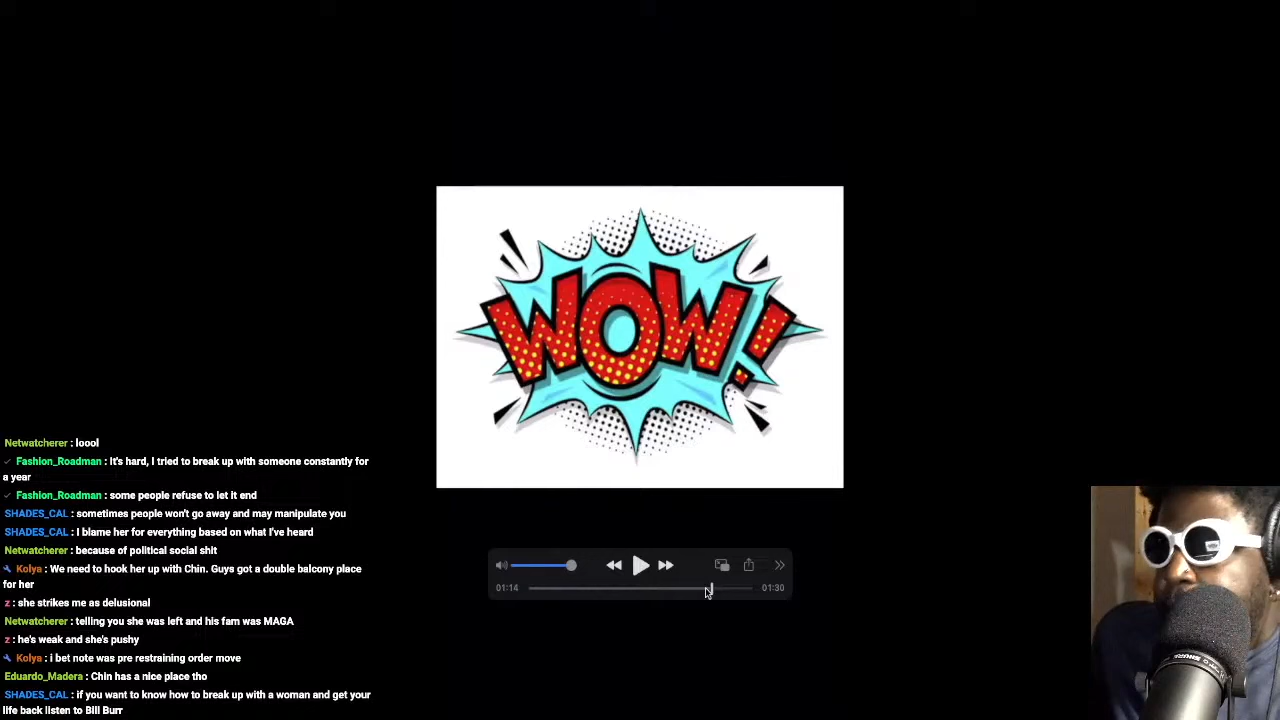 WOW!
01:14
01:30
Netwatcherer : loool
Fashion_Roadman : It's hard, I tried to break up with someone constantly for
a year
Fashion_Roadman : some people refuse to let it end
SHADES_CAL : sometimes people won't go away and may manipulate you
SHADES_CAL : I blame her for everything based on what I've heard
Netwatcherer : because of political social shit
Kolya : We need to hook her up with Chin. Guys got a double balcony place
for her
z : she strikes me as delusional
Netwatcherer : telling you she was left and his fam was MAGA
z : he's weak and she's pushy
Kolya : i bet note was pre restraining order move
Eduardo_Madera : Chin has a nice place tho
SHADES_CAL : if you want to know how to break up with a woman and get your
life back listen to Bill Burr